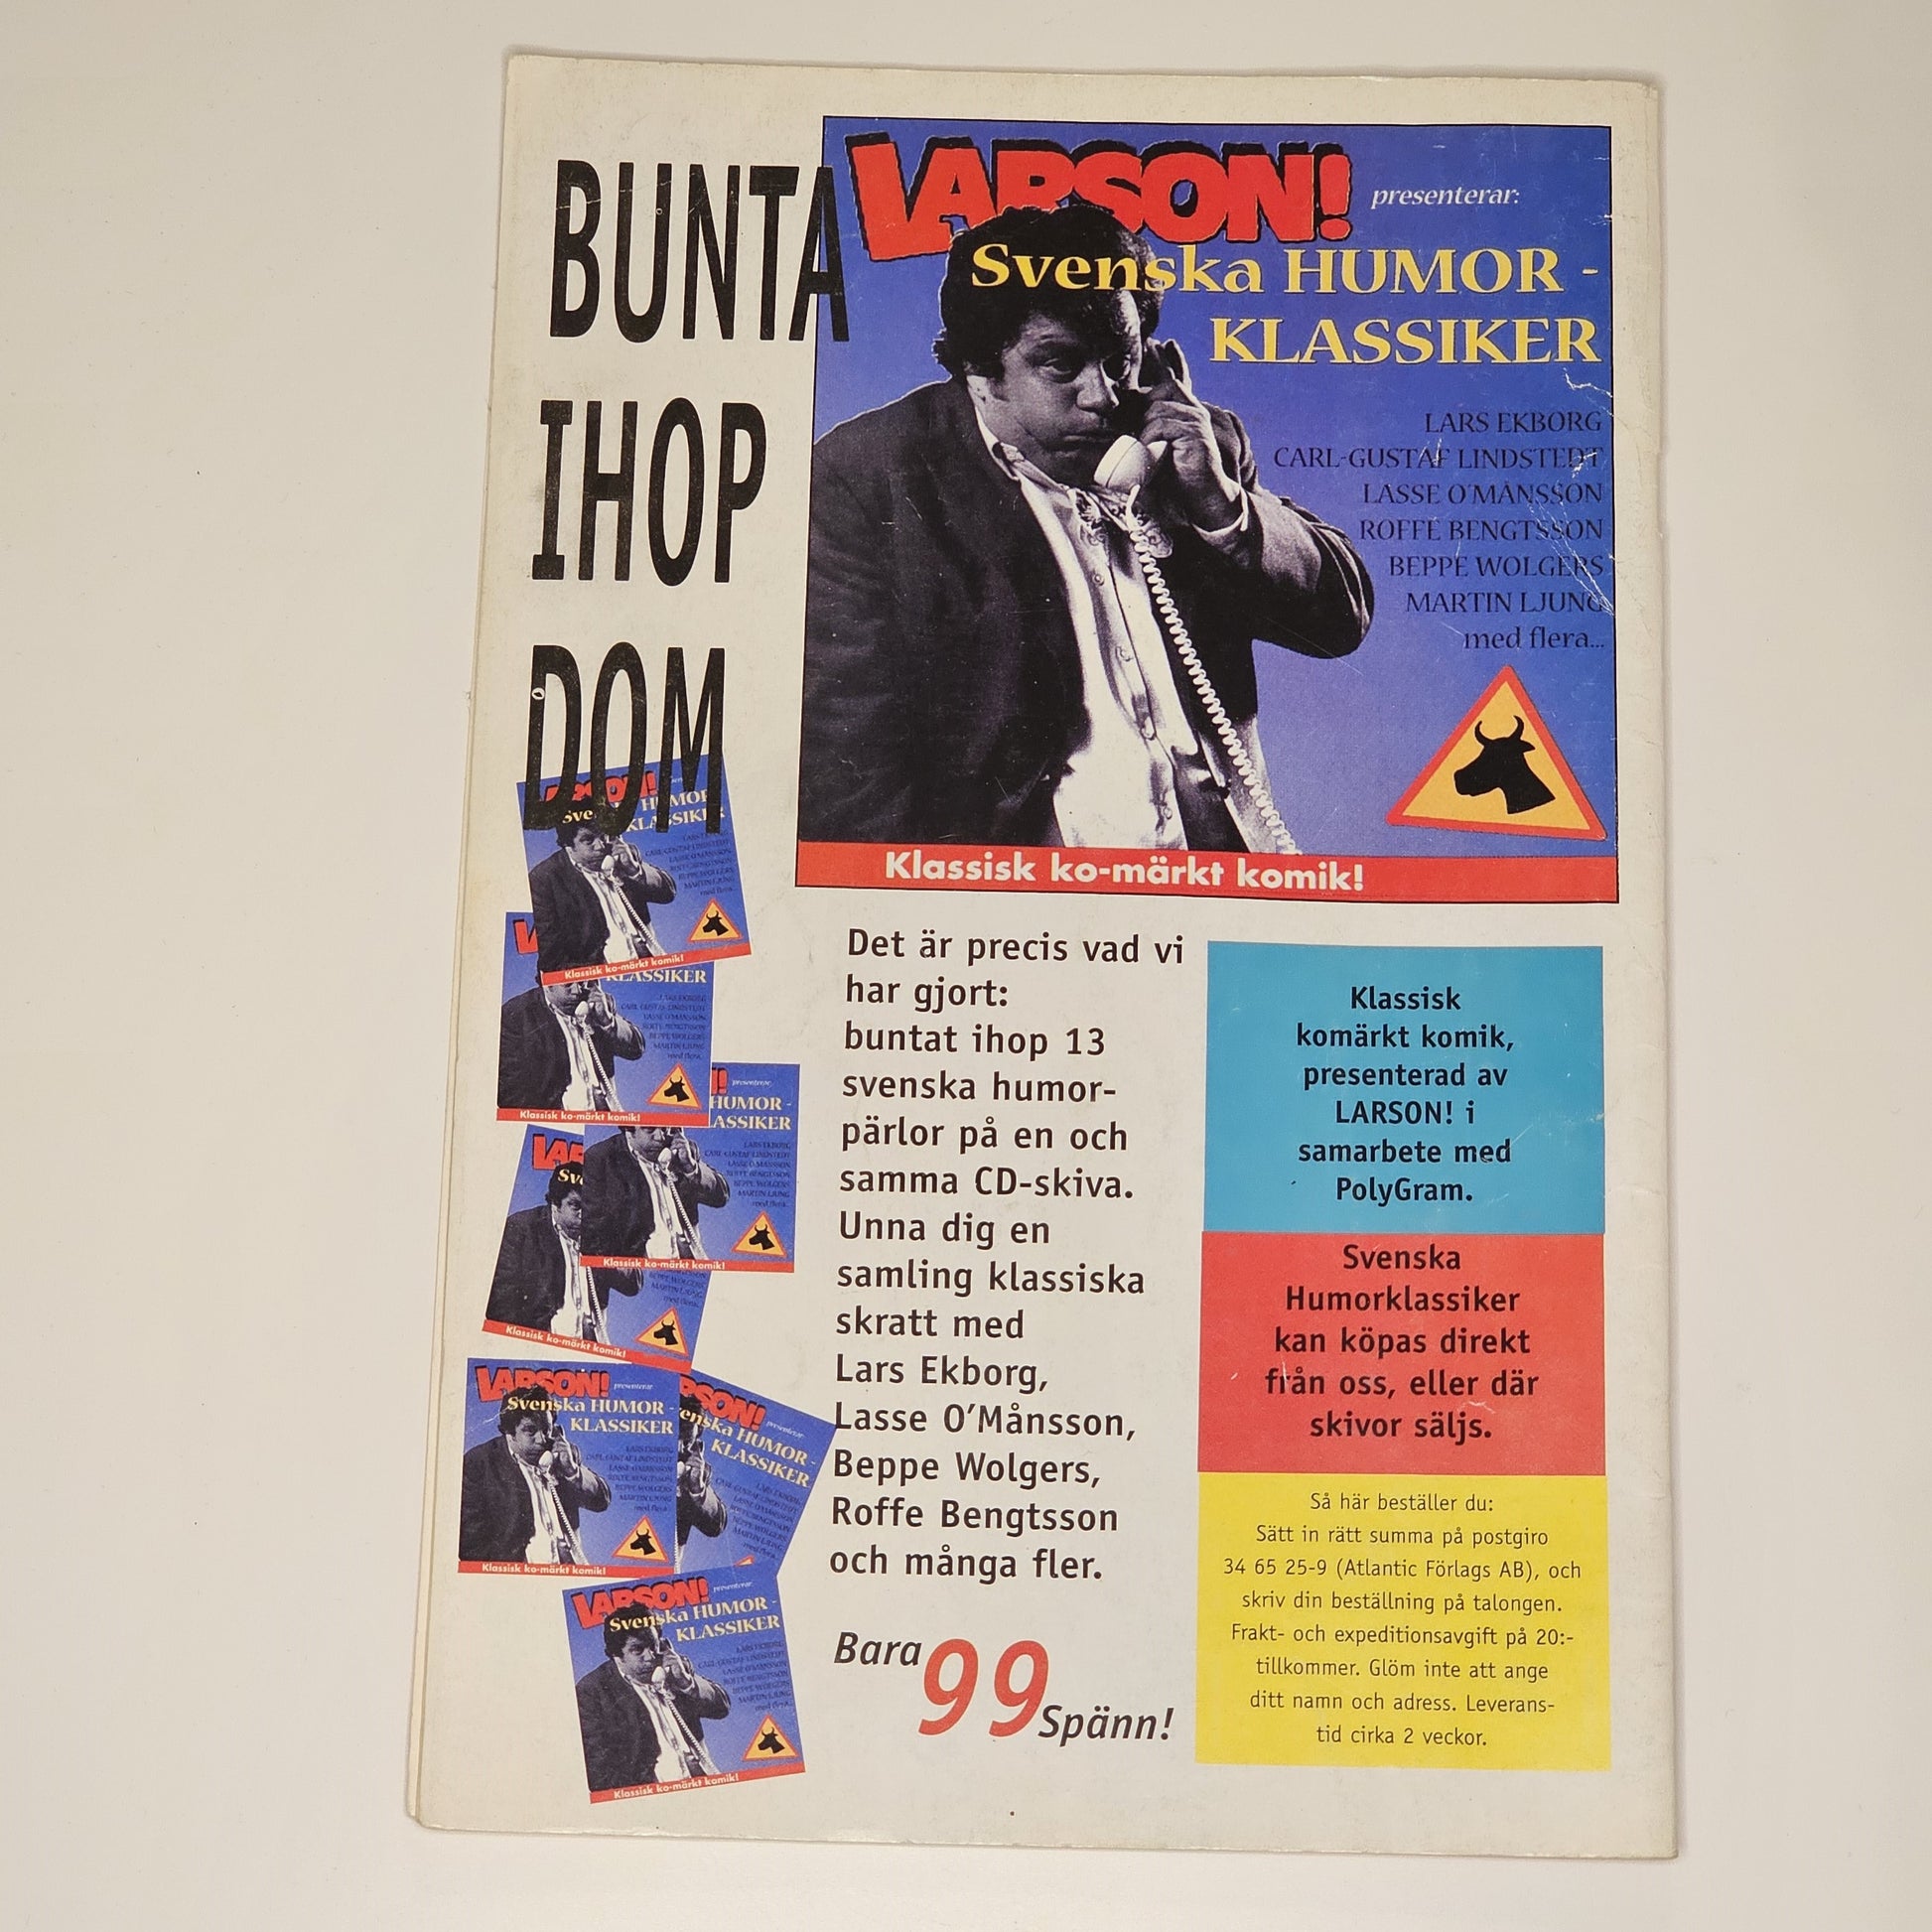 BUNTA
IHOP
DOM
LARSON! presenterar:
Svenska HUMOR -
KLASSIKER
LARS EKBORG
CARL-GUSTAF LINDSTEDT
LASSE O'MÅNSSON
ROFFE BENGTSSON
BEPPE WOLGERS
MARTIN LJUNG
med flera...
Klassisk ko-märkt komik!
Det är precis vad vi
har gjort:
buntat ihop 13
svenska humor-
pärlor på en och
samma CD-skiva.
Unna dig en
samling klassiska
skratt med
Lars Ekborg,
Lasse O'Månsson,
Beppe Wolgers,
Roffe Bengtsson
och många fler.
Bara 99 Spänn!
Klassisk
komärkt komik,
presenterad av
LARSON! i
samarbete med
PolyGram.
Svenska
Humorklassiker
kan köpas direkt
från oss, eller där
skivor säljs.
Så här beställer du:
Sätt in rätt summa på postgiro
34 65 25-9 (Atlantic Förlags AB), och
skriv din beställning på talongen.
Frakt- och expeditionsavgift på 20:-
tillkommer. Glöm inte att ange
ditt namn och adress. Leverans-
tid cirka 2 veckor.